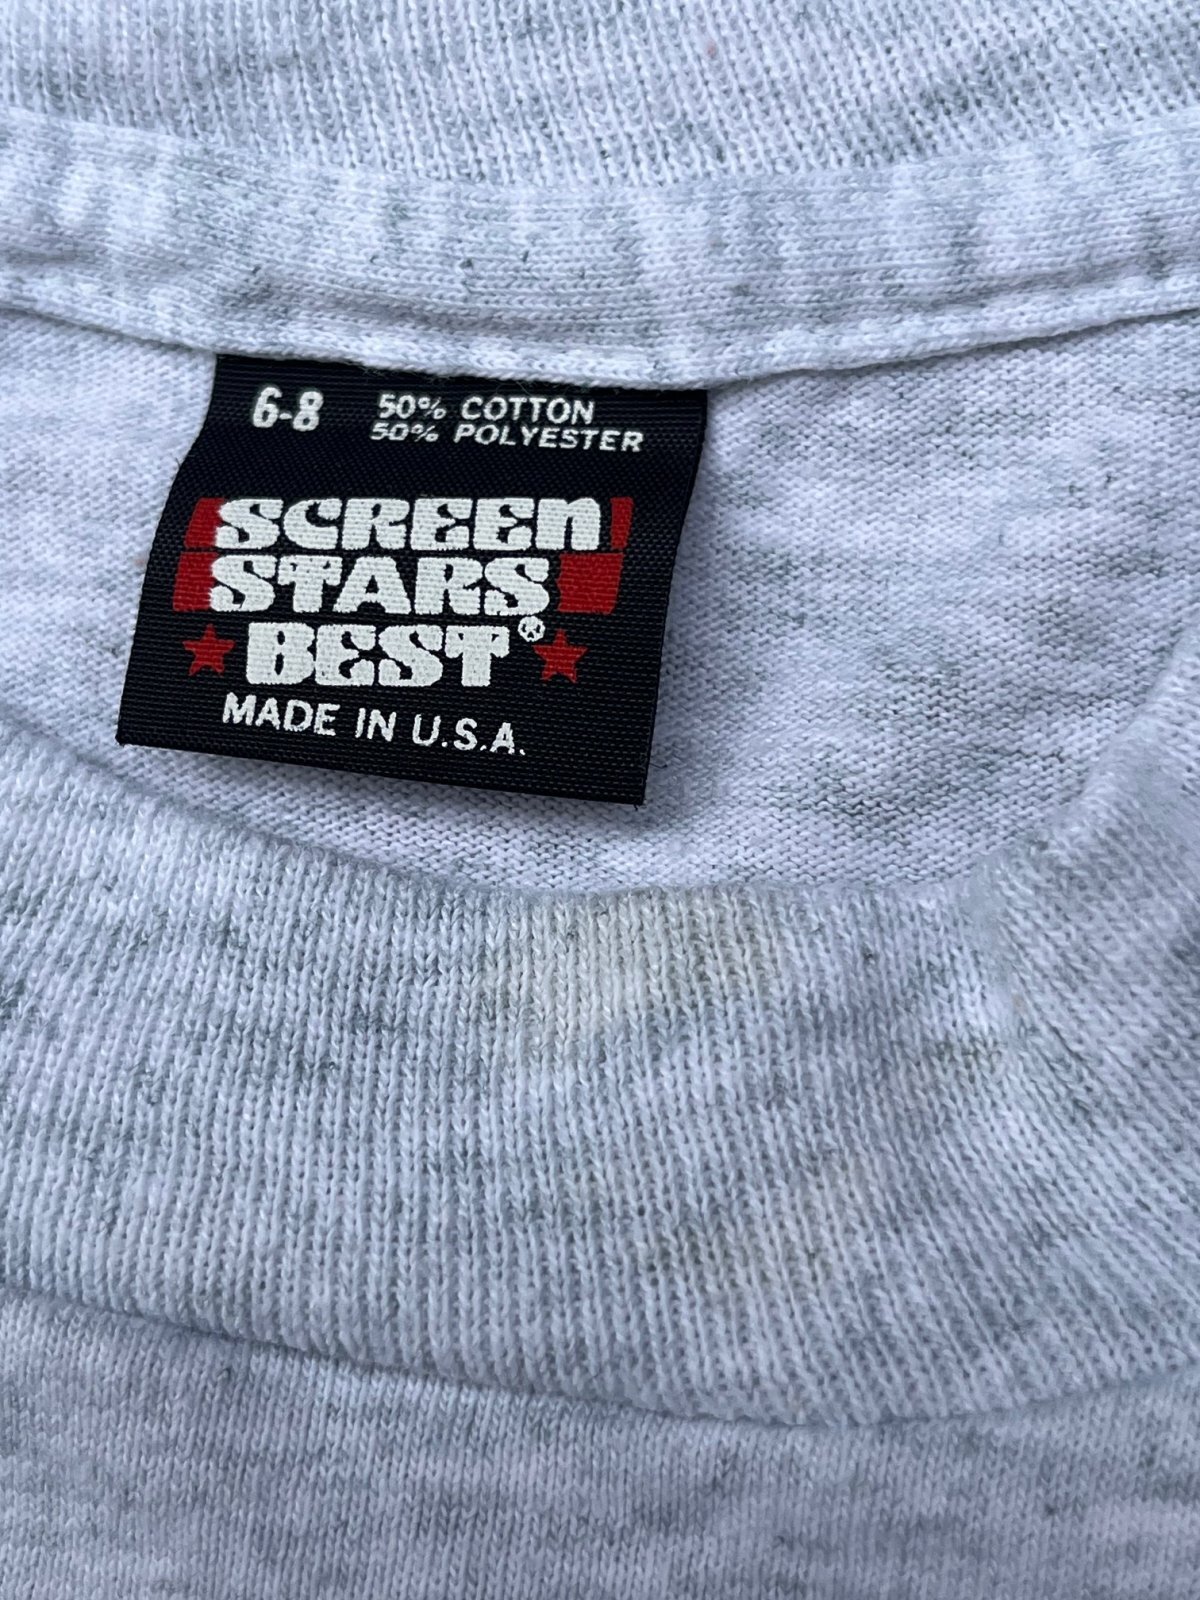 6-8 50% COTTON
50% POLYESTER
SCREEN
STARS
BEST®
MADE IN U.S.A.